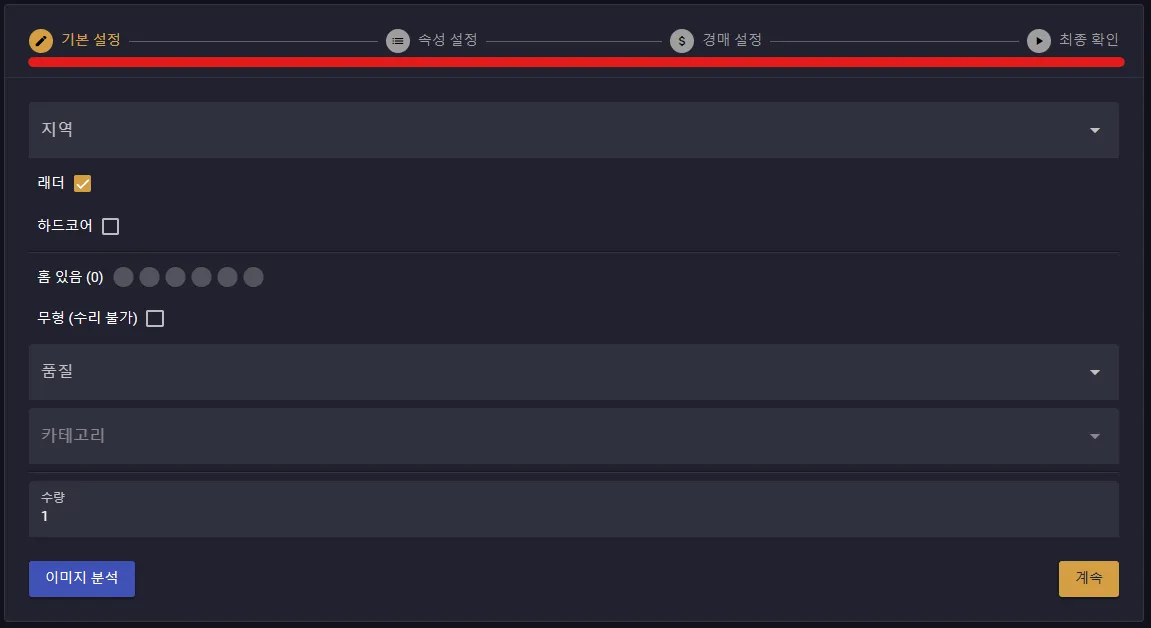 기본 설정 속성 설정 경매 설정 최종 확인
지역
래더
하드코어
홈 있음 (0)
무형 (수리 불가)
품질
카테고리
수량
1
이미지 분석 계속